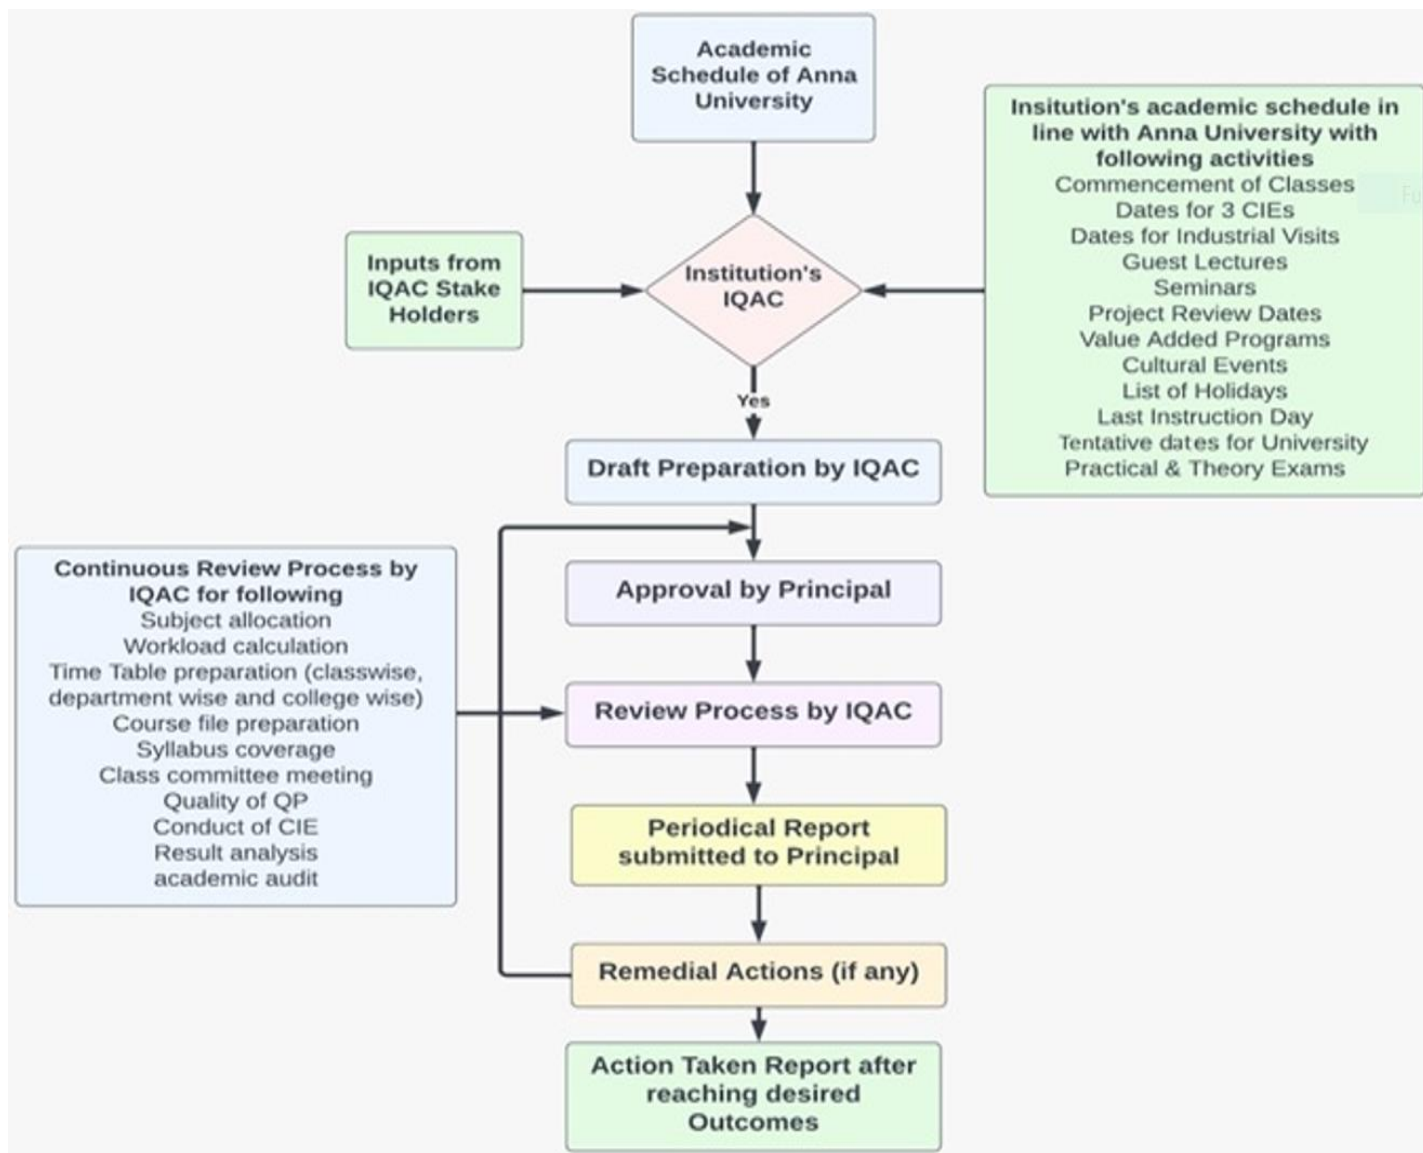 Academic
Schedule of Anna
University
Insitution's academic schedule in
line with Anna University with
following activities
Commencement of Classes
Dates for 3 CIEs
Dates for Industrial Visits
Guest Lectures
Seminars
Project Review Dates
Value Added Programs
Cultural Events
List of Holidays
Last Instruction Day
Tentative dates for University
Practical & Theory Exams
Inputs from
IQAC Stake
Holders
Institution's
IQAC
Yes
Draft Preparation by IQAC
Approval by Principal
Continuous Review Process by
IQAC for following
Subject allocation
Workload calculation
Time Table preparation (classwise,
department wise and college wise)
Course file preparation
Syllabus coverage
Class committee meeting
Quality of QP
Conduct of CIE
Result analysis
academic audit
Review Process by IQAC
Periodical Report
submitted to Principal
Remedial Actions (if any)
Action Taken Report after
reaching desired
Outcomes